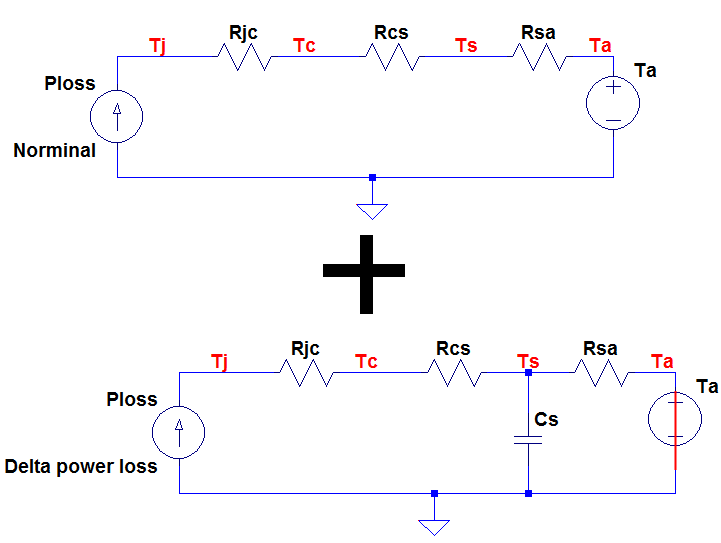 Rjc Rcs Rsa
Tj Tc Ts Ta
Ta
Ploss
Norminal
Rjc Rcs Rsa
Tj Tc Ts Ta
Ta
Ploss
Cs
Delta power loss